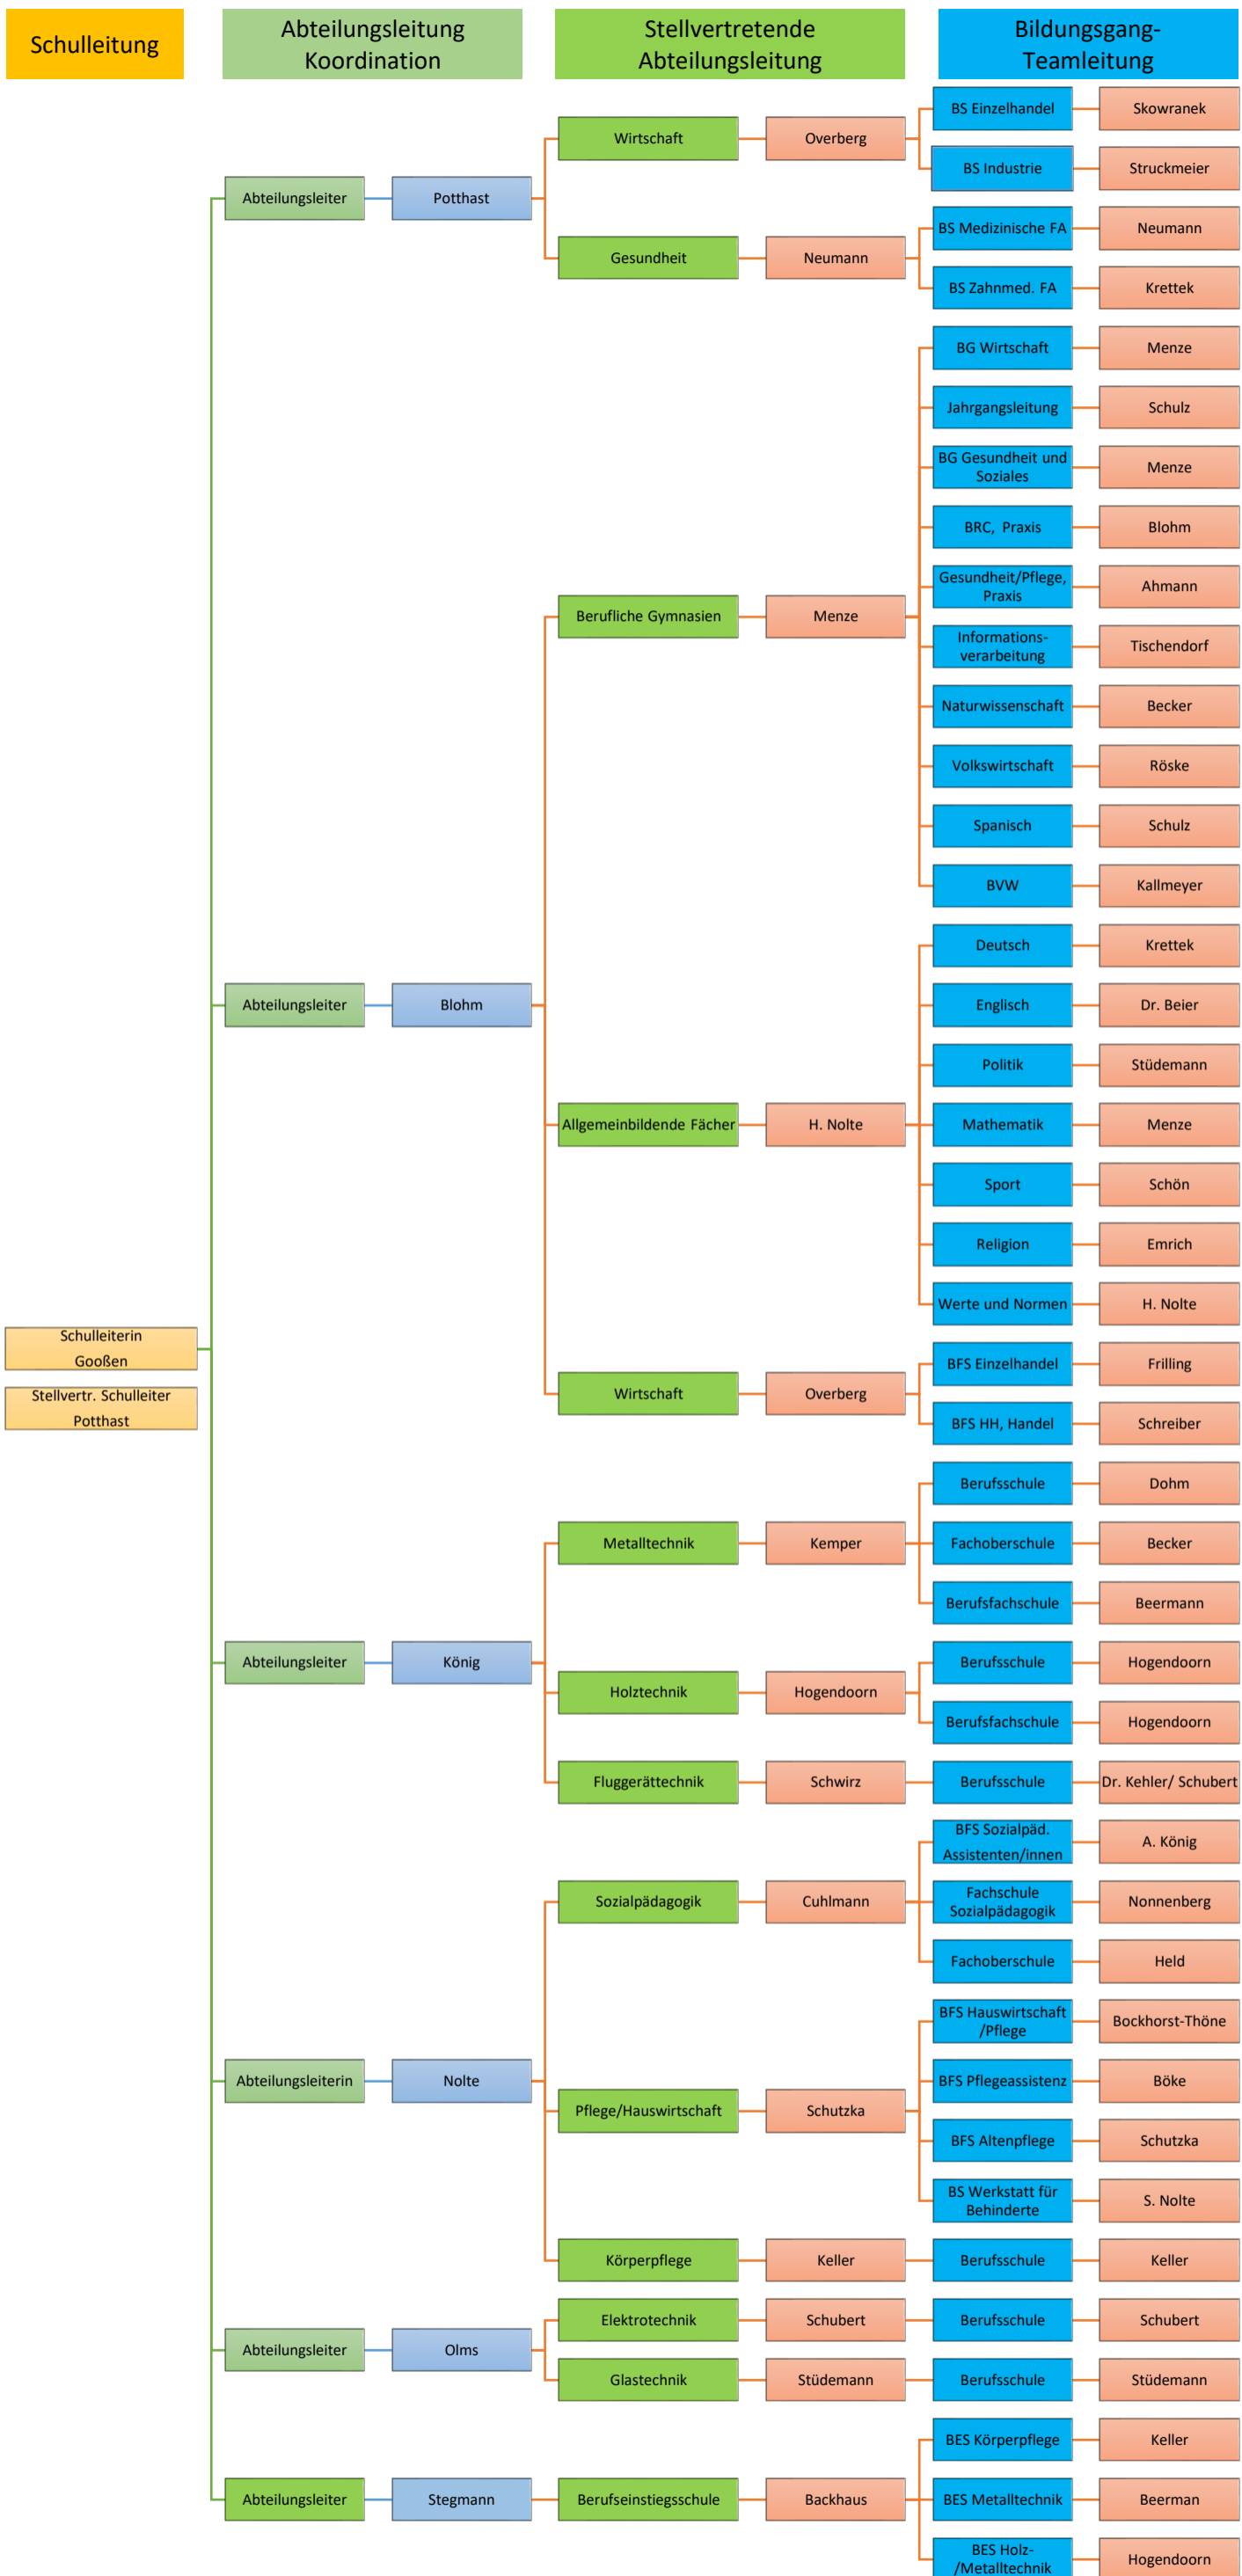 Schulleitung
Abteilungsleitung
Koordination
Stellvertretende
Abteilungsleitung
Bildungsgang-
Teamleitung
Schulleiterin
Gooßen
Stellvertr. Schulleiter
Potthast
Abteilungsleiter
Potthast
Wirtschaft
Overberg
BS Einzelhandel
Skowranek
BS Industrie
Struckmeier
Gesundheit
Neumann
BS Medizinische FA
Neumann
BS Zahnmed. FA
Krettek
Abteilungsleiter
Blohm
Berufliche Gymnasien
Menze
BG Wirtschaft
Menze
Jahrgangsleitung
Schulz
BG Gesundheit und
Soziales
Menze
BRC, Praxis
Blohm
Gesundheit/Pflege,
Praxis
Ahmann
Informations-
verarbeitung
Tischendorf
Naturwissenschaft
Becker
Volkswirtschaft
Röske
Spanisch
Schulz
BVW
Kallmeyer
Allgemeinbildende Fächer
H. Nolte
Deutsch
Krettek
Englisch
Dr. Beier
Politik
Stüdemann
Mathematik
Menze
Sport
Schön
Religion
Emrich
Werte und Normen
H. Nolte
Wirtschaft
Overberg
BFS Einzelhandel
Frilling
BFS HH, Handel
Schreiber
Abteilungsleiter
König
Metalltechnik
Kemper
Berufsschule
Dohm
Fachoberschule
Becker
Berufsfachschule
Beermann
Holztechnik
Hogendoorn
Berufsschule
Hogendoorn
Berufsfachschule
Hogendoorn
Fluggerättechnik
Schwirz
Berufsschule
Dr. Kehler/ Schubert
Abteilungsleiterin
Nolte
Sozialpädagogik
Cuhlmann
BFS Sozialpäd.
Assistenten/innen
A. König
Fachschule
Sozialpädagogik
Nonnenberg
Fachoberschule
Held
Pflege/Hauswirtschaft
Schutzka
BFS Hauswirtschaft
/Pflege
Bockhorst-Thöne
BFS Pflegeassistenz
Böke
BFS Altenpflege
Schutzka
BS Werkstatt für
Behinderte
S. Nolte
Körperpflege
Keller
Berufsschule
Keller
Abteilungsleiter
Olms
Elektrotechnik
Schubert
Berufsschule
Schubert
Glastechnik
Stüdemann
Berufsschule
Stüdemann
Abteilungsleiter
Stegmann
Berufseinstiegsschule
Backhaus
BES Körperpflege
Keller
BES Metalltechnik
Beerman
BES Holz-
/Metalltechnik
Hogendoorn